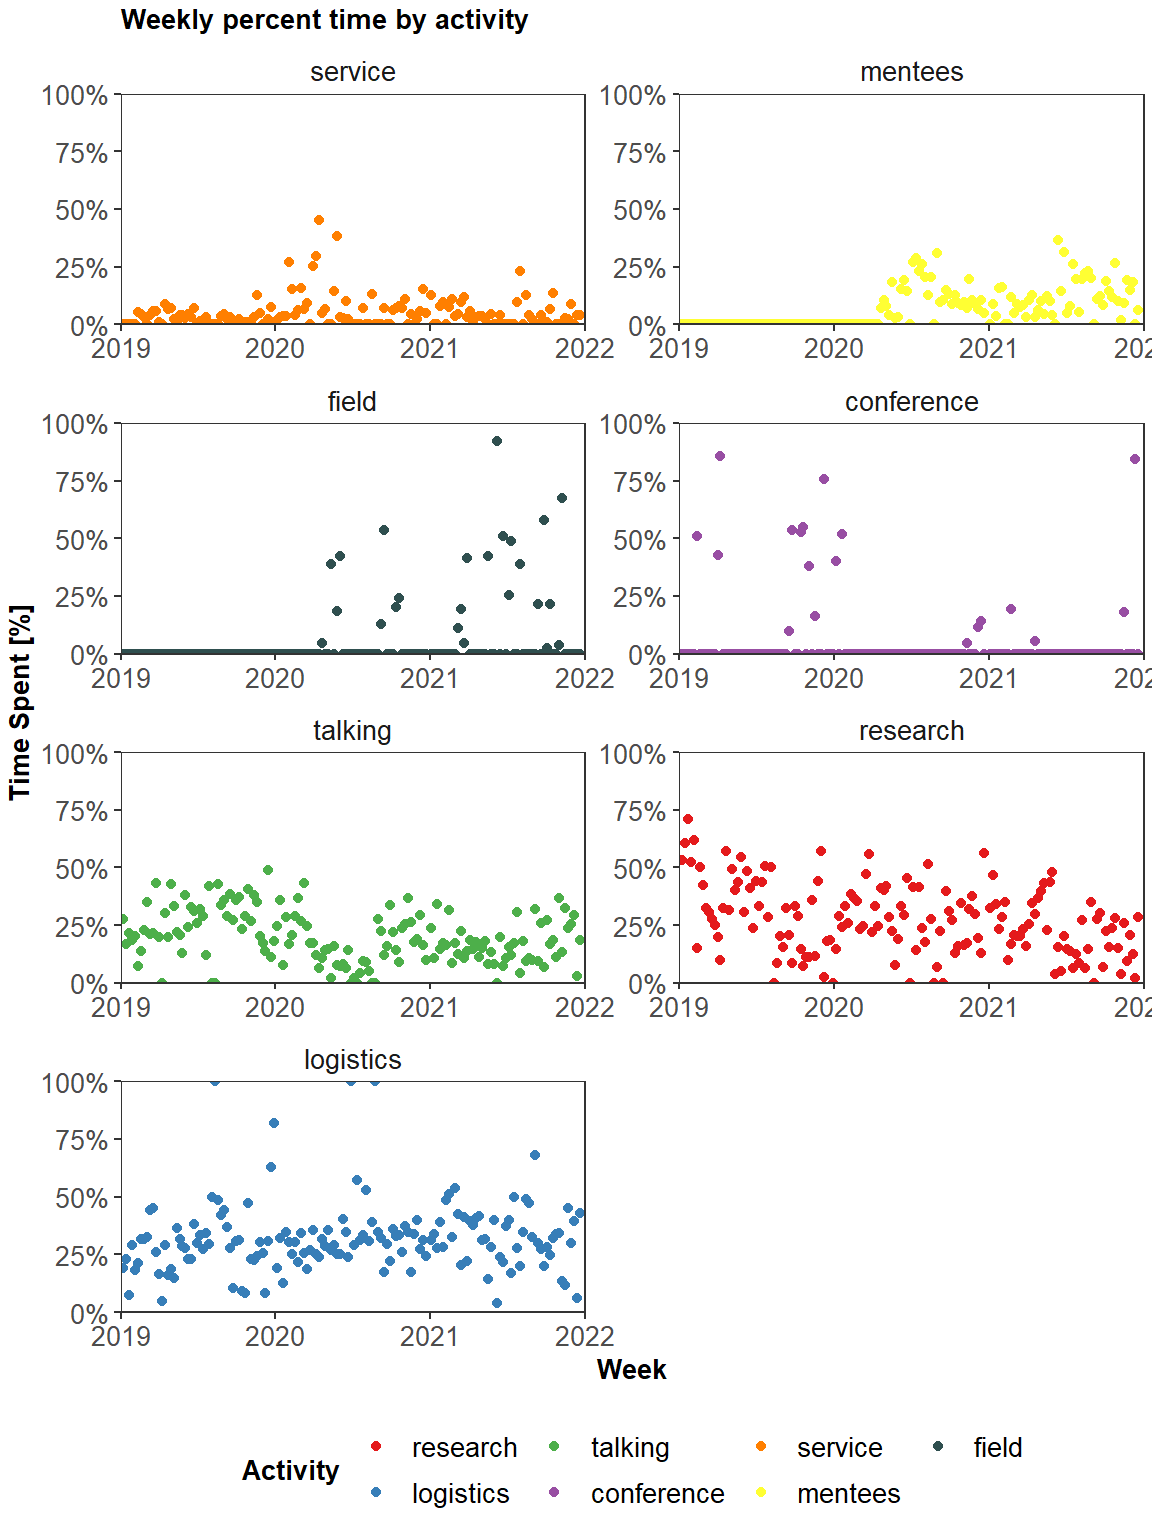 Weekly percent time by activity
service
mentees
100%
75%
50%
25%
0%
2019 2020 2021 2022
100%
75%
50%
25%
0%
2019 2020 2021 202
field
conference
100%
75%
50%
25%
0%
2019 2020 2021 2022
100%
75%
50%
25%
0%
2019 2020 2021 202
talking
research
100%
75%
50%
25%
0%
2019 2020 2021 2022
100%
75%
50%
25%
0%
2019 2020 2021 202
logistics
100%
75%
50%
25%
0%
2019 2020 2021 2022
Time Spent [%]
Week
Activity
research talking service field
logistics conference mentees